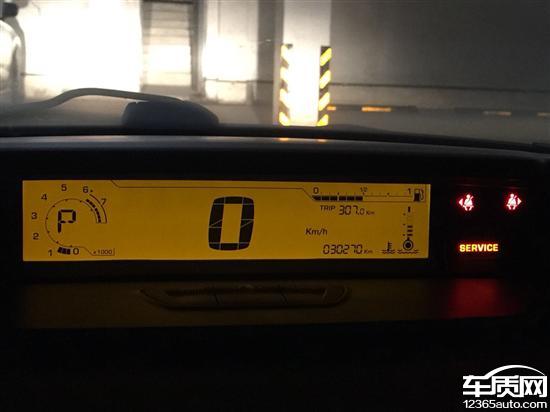 5 6 7
4
3 P
2
1 0 x1000
0
0 1/2 1
TRIP 307.0 Km
Km/h
030270 Km
SERVICE
车质网
12365auto.com